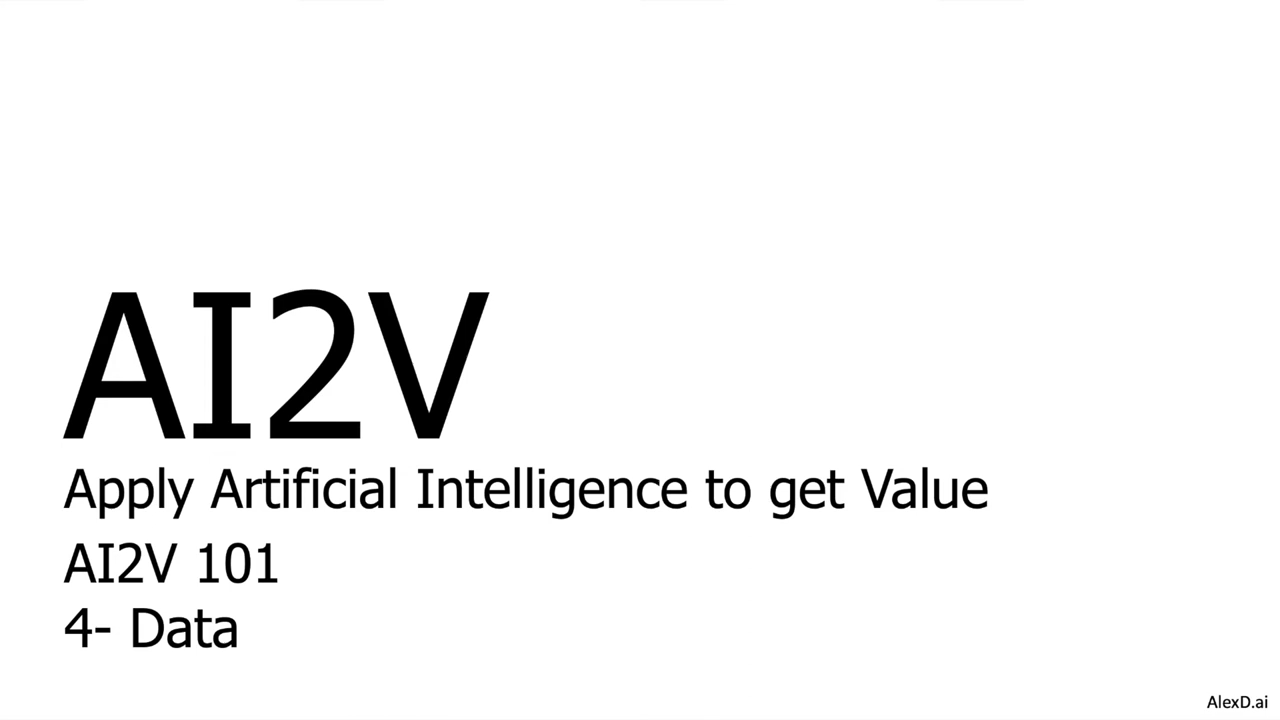 AI2V
Apply Artificial Intelligence to get Value
AI2V 101
4- Data
AlexD.ai